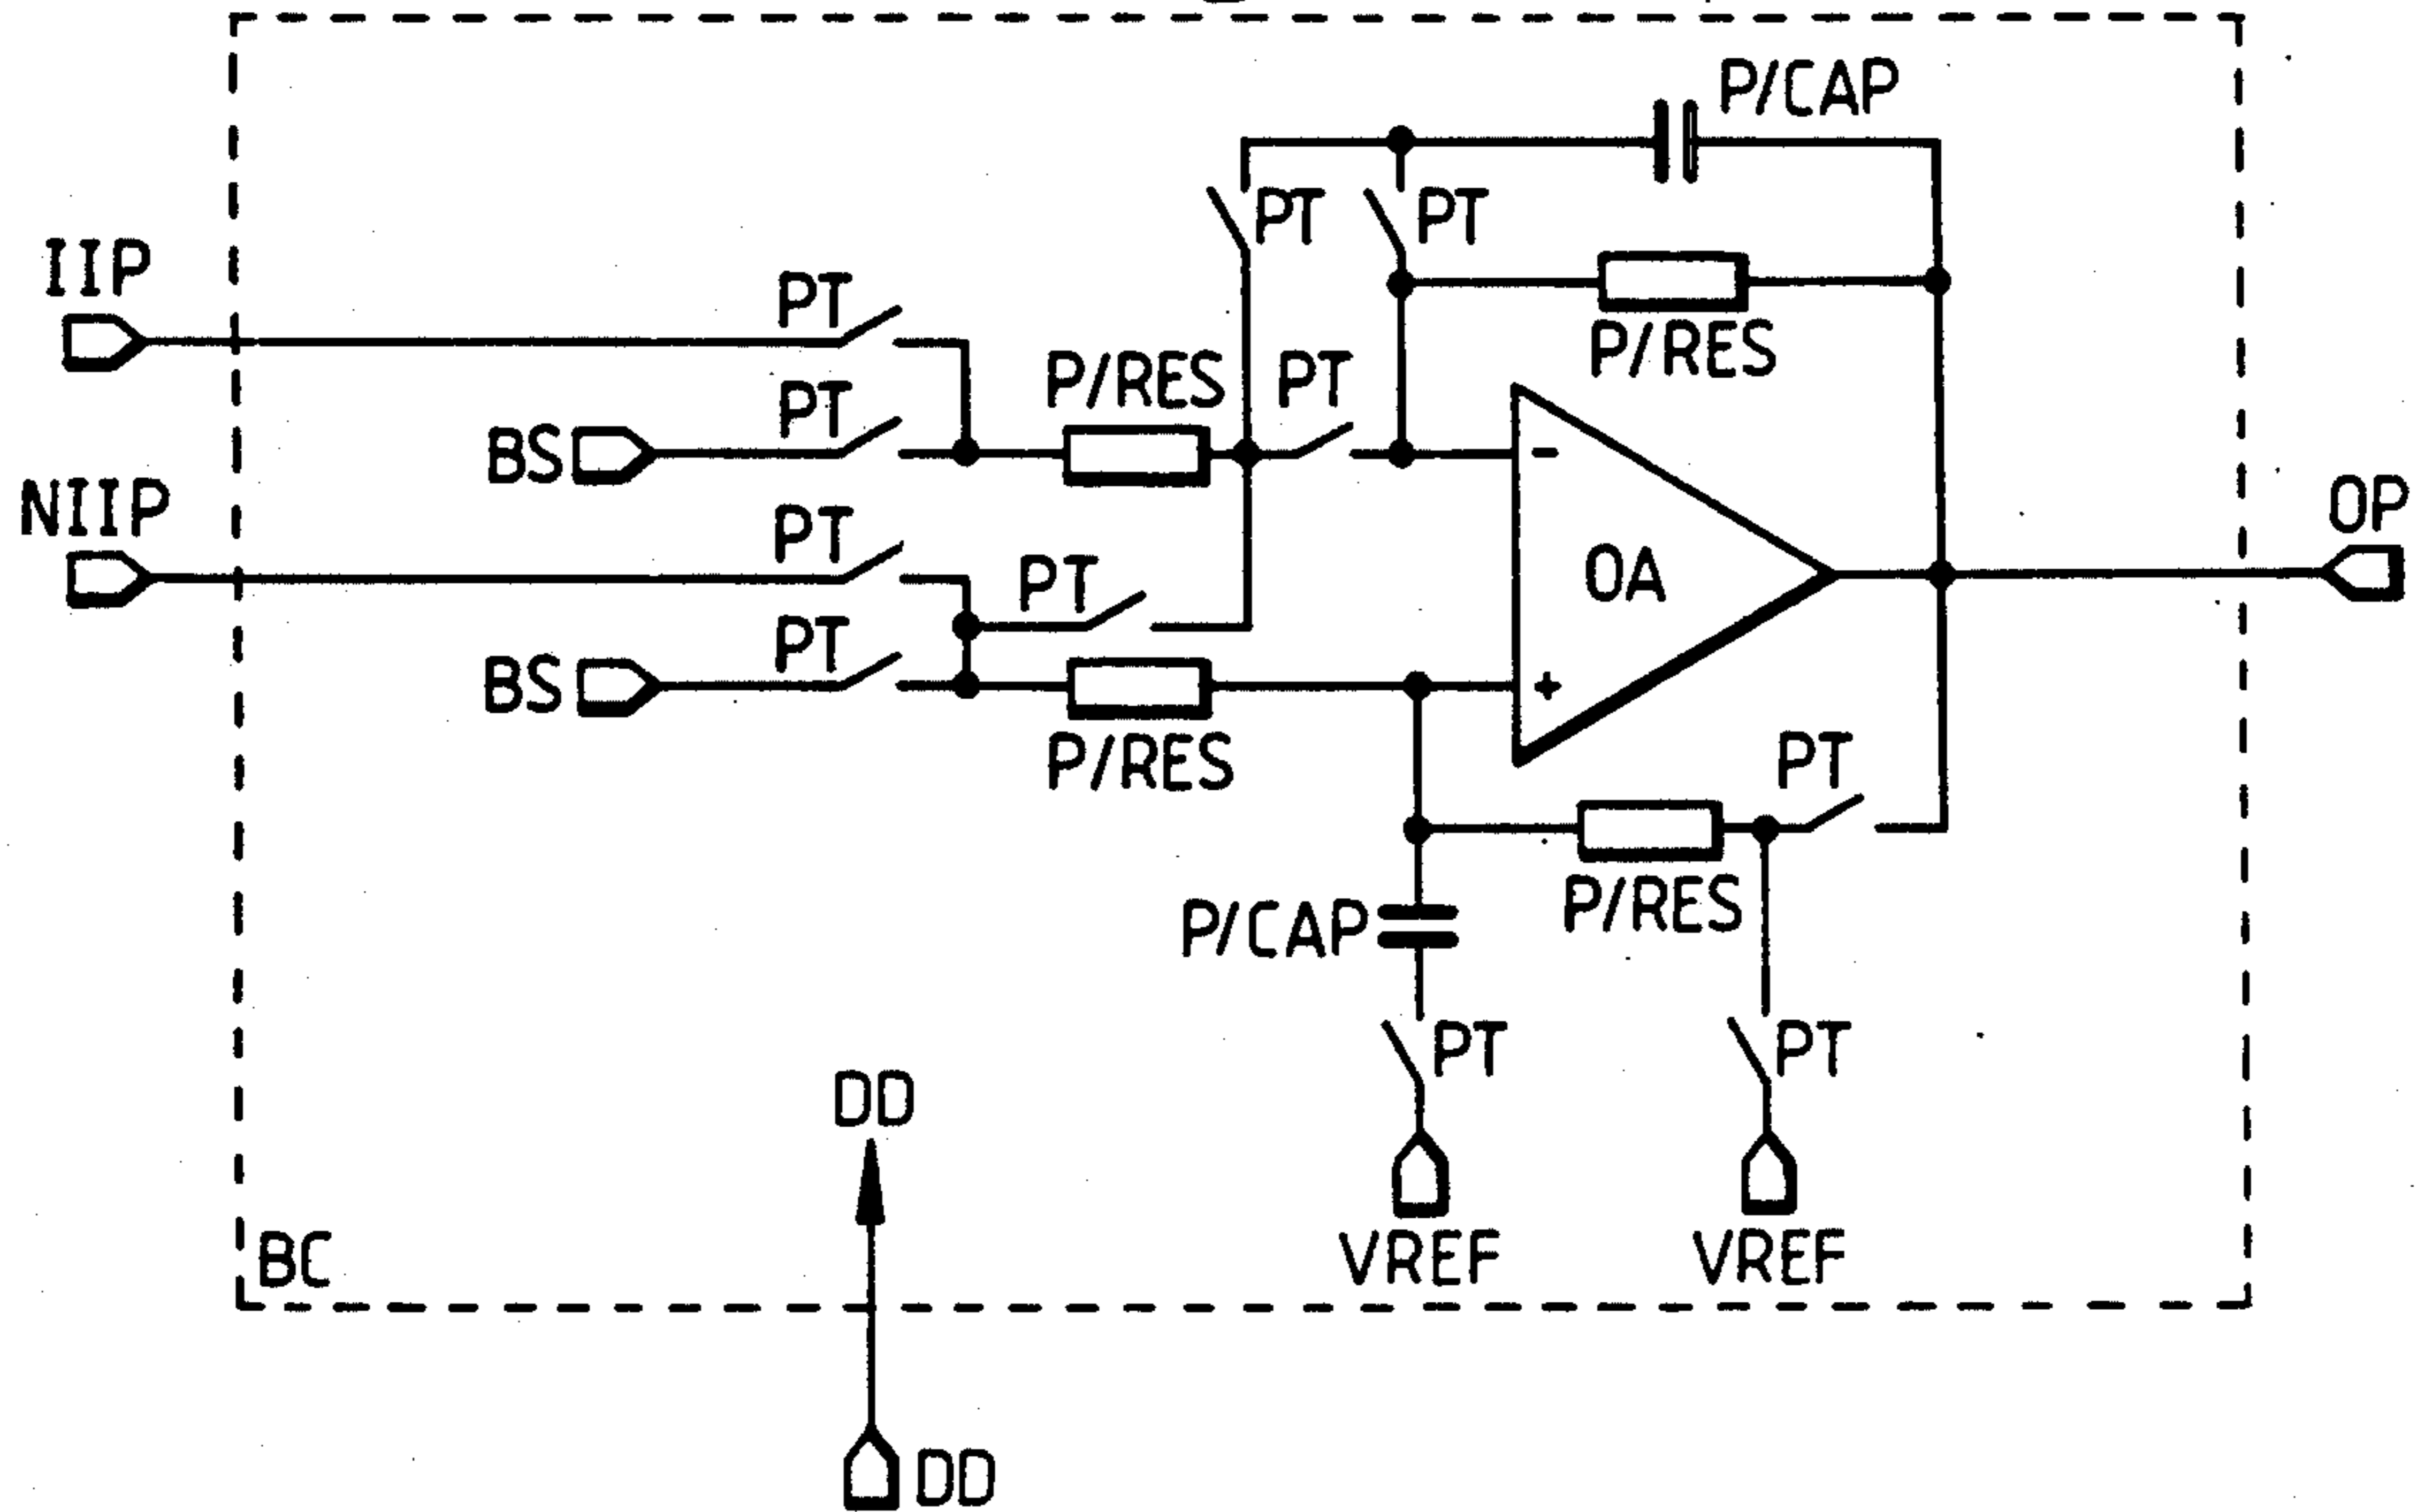 P/CAP
PT PT
IIP
PT
P/RES
PT
P/RES PT
BS
NIIP
OP
PT
PT
OA
-
PT
BS
+
P/RES
PT
P/RES
P/CAP
PT PT
DD
VREF VREF
BC
DD